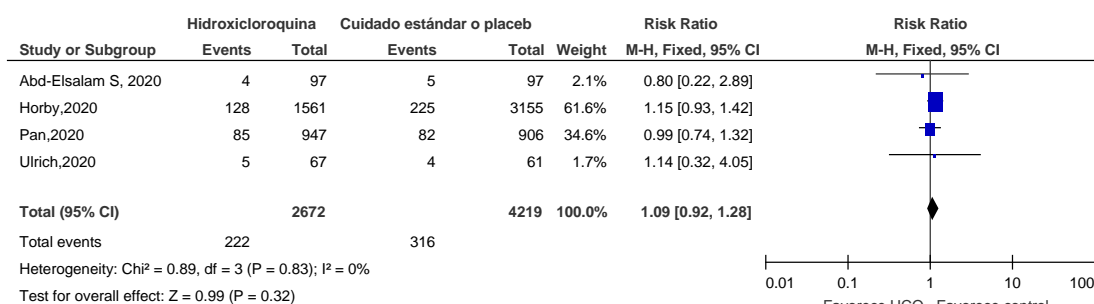 Hidroxicloroquina Cuidado estándar o placeb Risk Ratio Risk Ratio
Study or Subgroup Events Total Events Total Weight M-H, Fixed, 95% CI M-H, Fixed, 95% CI
Abd-Elsalam S, 2020 4 97 5 97 2.1% 0.80 [0.22, 2.89]
Horby,2020 128 1561 225 3155 61.6% 1.15 [0.93, 1.42]
Pan,2020 85 947 82 906 34.6% 0.99 [0.74, 1.32]
Ulrich,2020 5 67 4 61 1.7% 1.14 [0.32, 4.05]
Total (95% CI) 2672 4219 100.0% 1.09 [0.92, 1.28]
Total events 222 316
Heterogeneity: Chi² = 0.89, df = 3 (P = 0.83); I² = 0%
Test for overall effect: Z = 0.99 (P = 0.32)
0.01 0.1 1 10 100